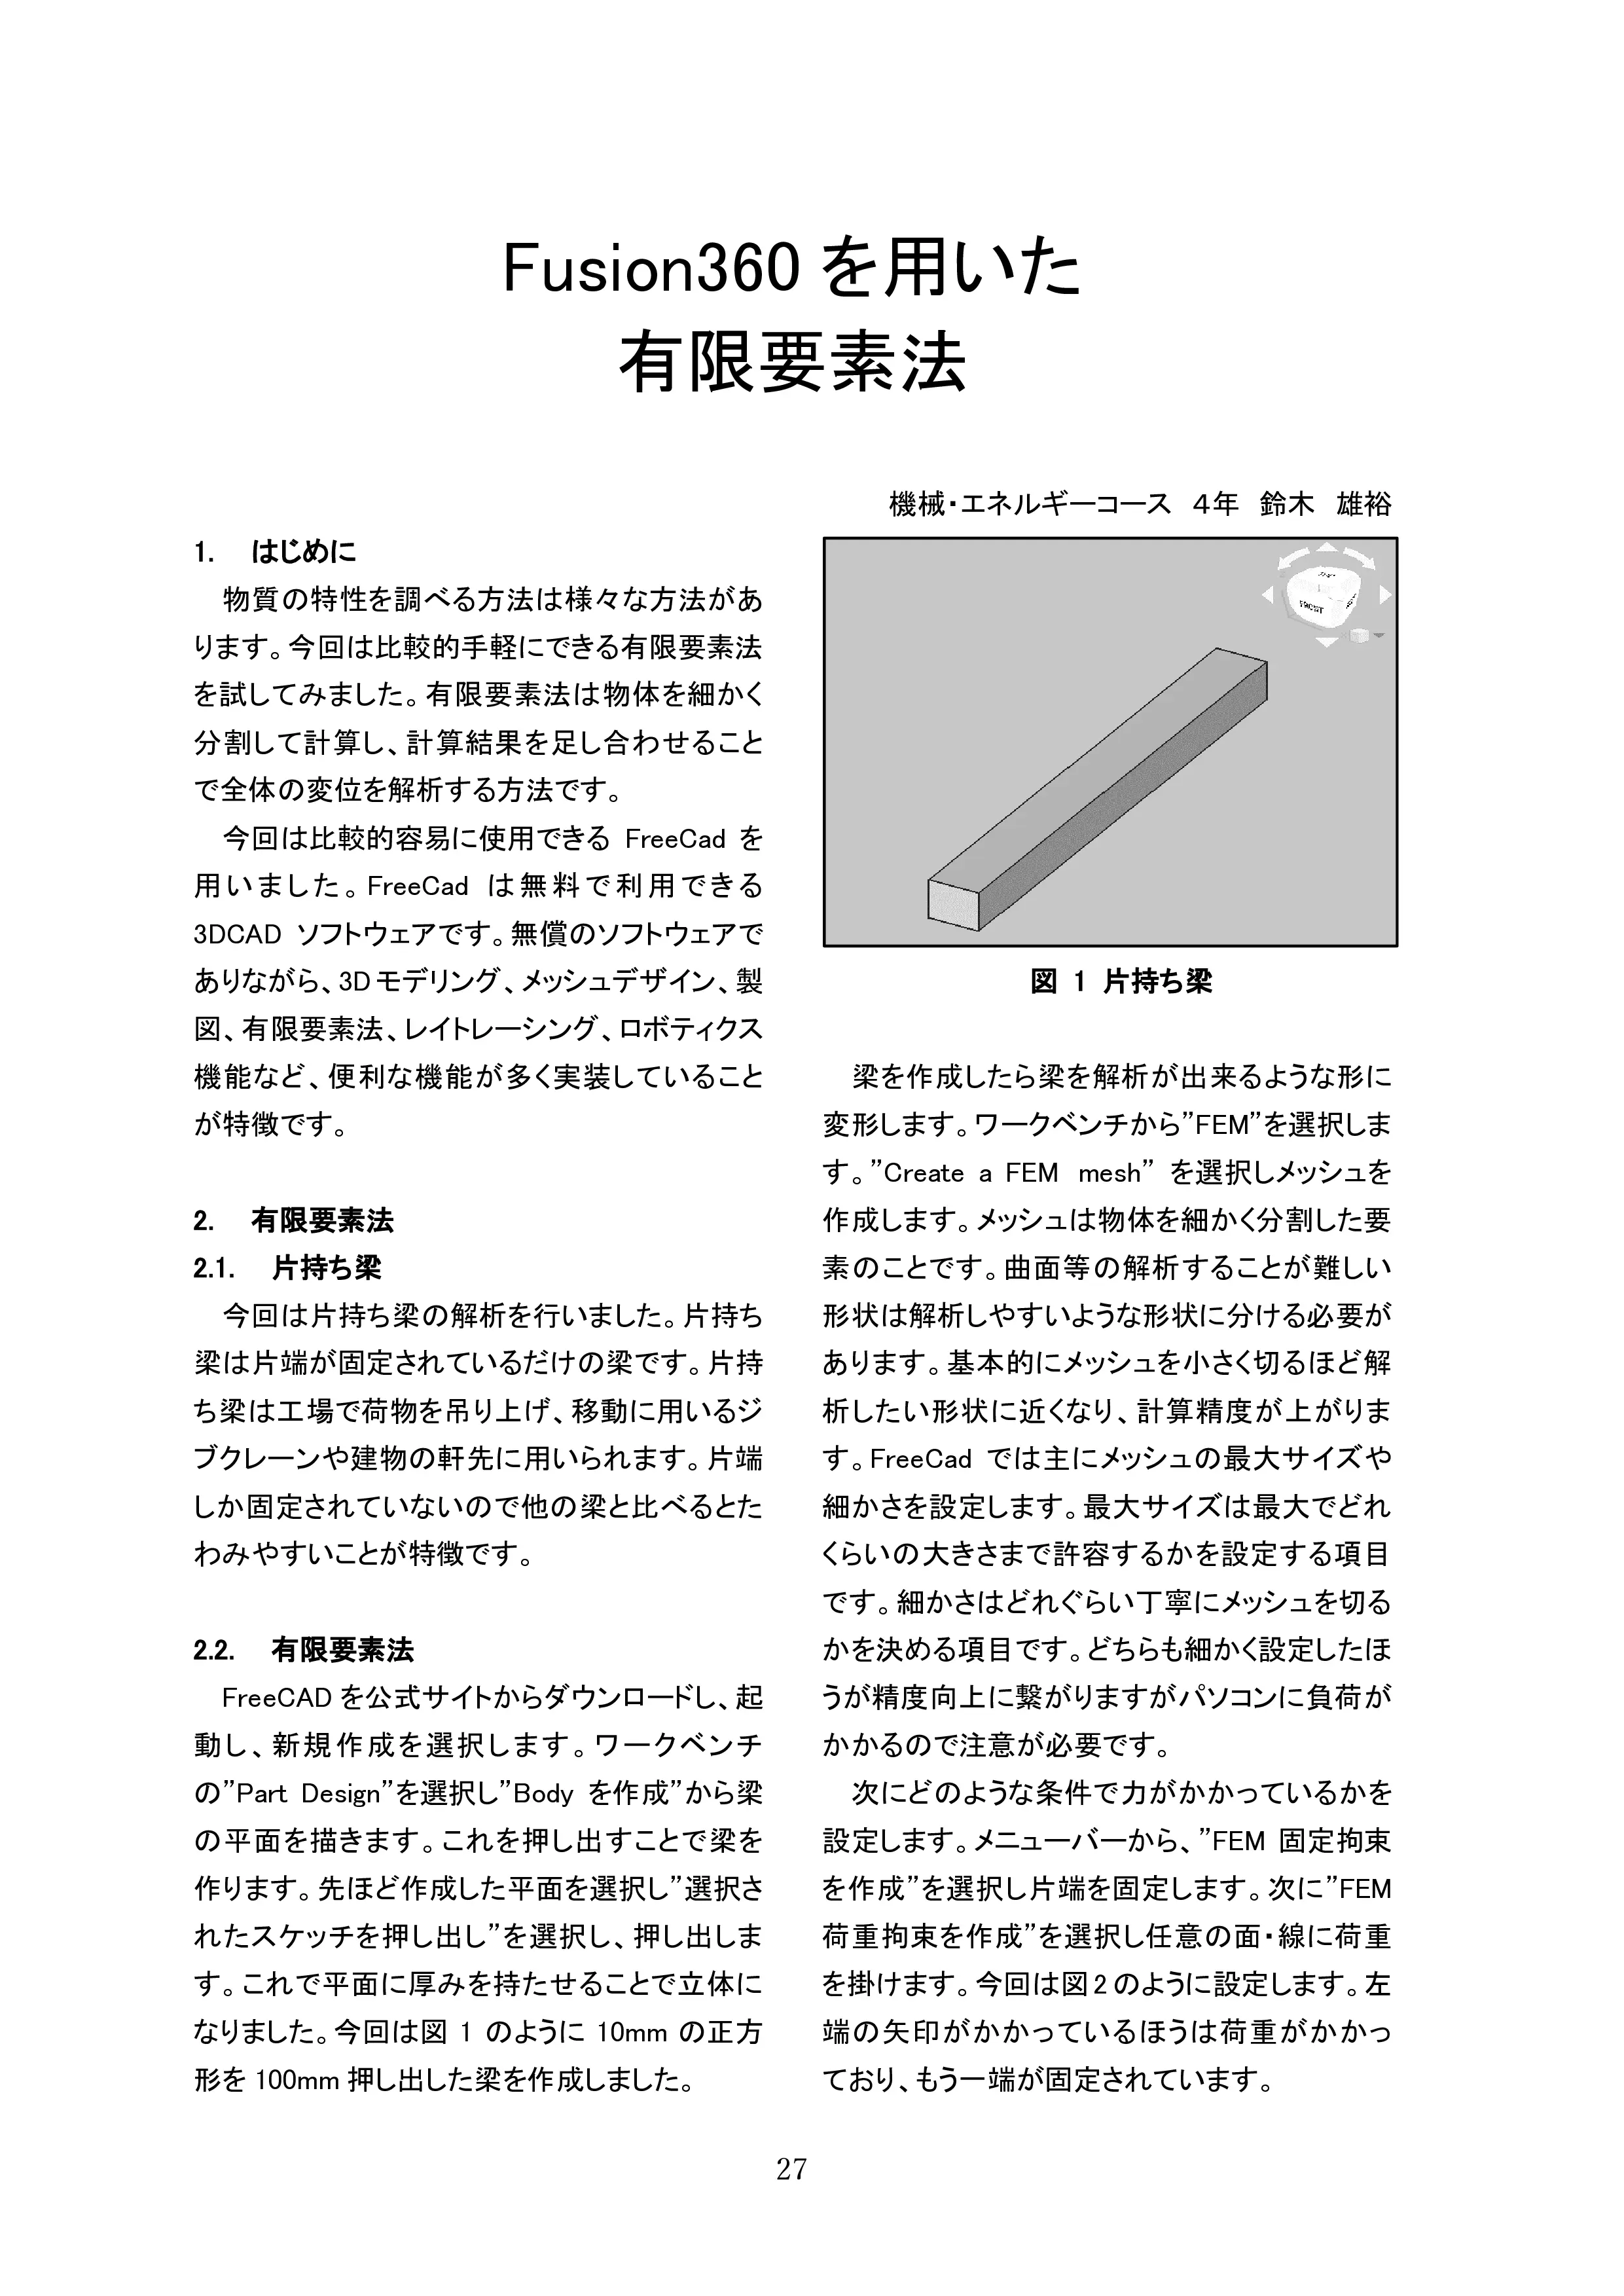 Fusion360 を用いた
有限要素法
機械・エネルギーコース　4年　鈴木　雄裕
1.　はじめに
　物質の特性を調べる方法は様々な方法があ
ります。今回は比較的手軽にできる有限要素法
を試してみました。有限要素法は物体を細かく
分割して計算し、計算結果を足し合わせること
で全体の変位を解析する方法です。
　今回は比較的容易に使用できる FreeCad を
用いました。FreeCad は無料で利用できる
3DCAD ソフトウェアです。無償のソフトウェアで
ありながら、3Dモデリング、メッシュデザイン、製
図、有限要素法、レイトレーシング、ロボティクス
機能など、便利な機能が多く実装していること
が特徴です。
2.　有限要素法
2.1.　片持ち梁
　今回は片持ち梁の解析を行いました。片持ち
梁は片端が固定されているだけの梁です。片持
ち梁は工場で荷物を吊り上げ、移動に用いるジ
ブクレーンや建物の軒先に用いられます。片端
しか固定されていないので他の梁と比べるとた
わみやすいことが特徴です。
2.2.　有限要素法
　FreeCAD を公式サイトからダウンロードし、起
動し、新規作成を選択します。ワークベンチ
の”Part Design”を選択し”Body を作成”から梁
の平面を描きます。これを押し出すことで梁を
作ります。先ほど作成した平面を選択し”選択さ
れたスケッチを押し出し”を選択し、押し出しま
す。これで平面に厚みを持たせることで立体に
なりました。今回は図 1 のように 10mm の正方
形を 100mm 押し出した梁を作成しました。
FRONT
図 1 片持ち梁
　梁を作成したら梁を解析が出来るような形に
変形します。ワークベンチから”FEM”を選択しま
す。”Create a FEM mesh” を選択しメッシュを
作成します。メッシュは物体を細かく分割した要
素のことです。曲面等の解析することが難しい
形状は解析しやすいような形状に分ける必要が
あります。基本的にメッシュを小さく切るほど解
析したい形状に近くなり、計算精度が上がりま
す。FreeCad では主にメッシュの最大サイズや
細かさを設定します。最大サイズは最大でどれ
くらいの大きさまで許容するかを設定する項目
です。細かさはどれぐらい丁寧にメッシュを切る
かを決める項目です。どちらも細かく設定したほ
うが精度向上に繋がりますがパソコンに負荷が
かかるので注意が必要です。
　次にどのような条件で力がかかっているかを
設定します。メニューバーから、”FEM 固定拘束
を作成”を選択し片端を固定します。次に”FEM
荷重拘束を作成”を選択し任意の面・線に荷重
を掛けます。今回は図2のように設定します。左
端の矢印がかかっているほうは荷重がかかっ
ており、もう一端が固定されています。
27